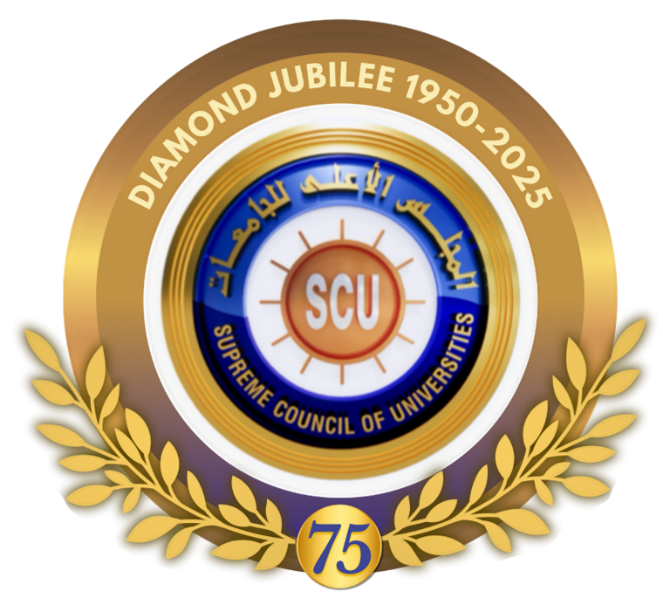 DIAMOND JUBILEE 1950-2025
المجلس الأعلى للجامعات
SCU
SUPREME COUNCIL OF UNIVERSITIES
75